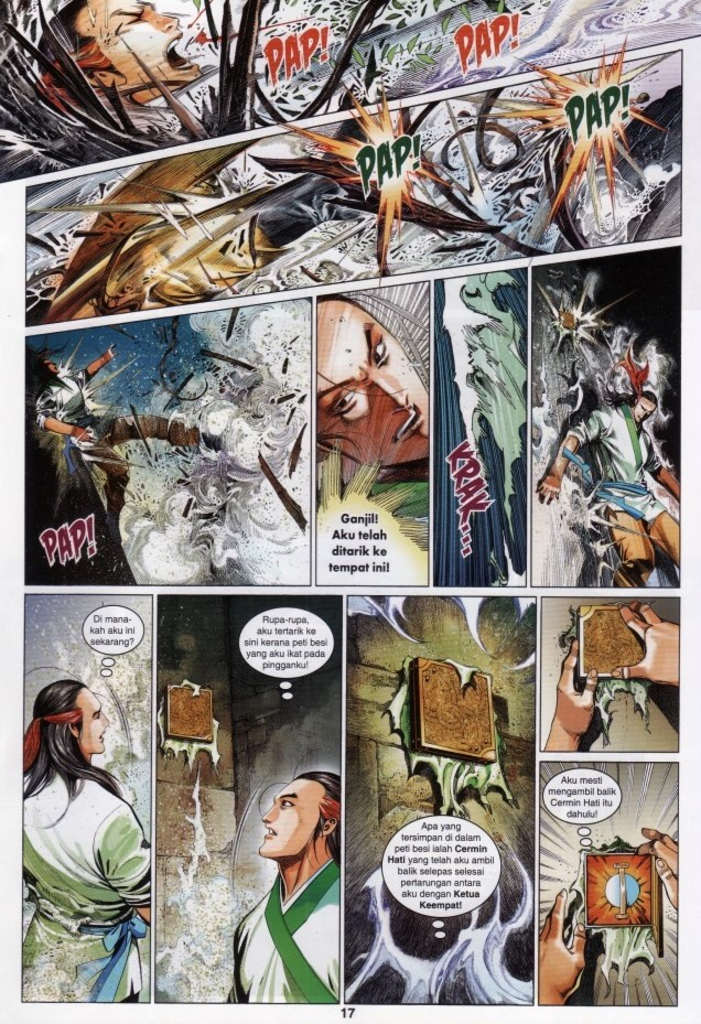 PAP!
PAP!
PAP!
PAP!
PAP!
Ganjil!
Aku telah
ditarik ke
tempat ini!
KRAK...
Di mana-
kah aku ini
sekarang?
Rupa-rupa,
aku tertarik ke
sini kerana peti besi
yang aku ikat pada
pingganku!
Apa yang
tersimpan di dalam
peti besi ialah Cermin
Hati yang telah aku ambil
balik selepas selesai
pertarungan antara
aku dengan Ketua
Keempat!
Aku mesti
mengambil balik
Cermin Hati itu
dahulu!
17